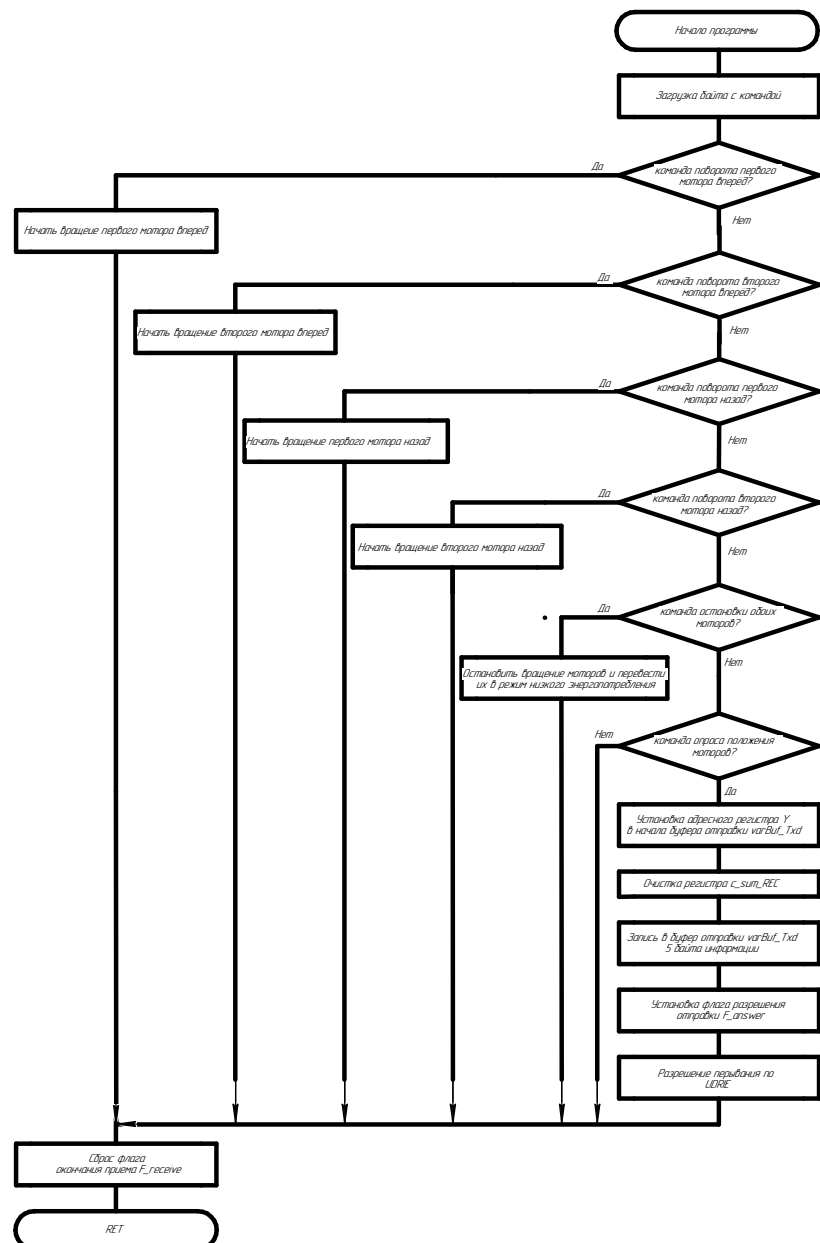 Начало программы
Загрузка байта с командой
Да
команда поворота первого
мотора вперед?
Нет
Начать вращеие первого мотора вперед
Да
команда поворота второго
мотора вперед?
Нет
Начать вращение второго мотора вперед
Да
команда поворота первого
мотора назад?
Нет
Начать вращение первого мотора назад
Да
команда поворота второго
мотора назад?
Нет
Начать вращение второго мотора назад
Да
команда остановки обоих
моторов?
Нет
Остановить вращение моторов и перевести
их в режим низкого энергопотребления
Нет
команда опроса положения
моторов?
Да
Установка адресного регистра Y
в начала буфера отправки varBuf_Txd
Очистка регистра c_sum_REC
Запись в буфер отправки varBuf_Txd
5 байта информации
Установка флага разрешения
отправки F_answer
Разрешение перывания по
UDRIE
Сброс флага
окончания приема F_receive
RET